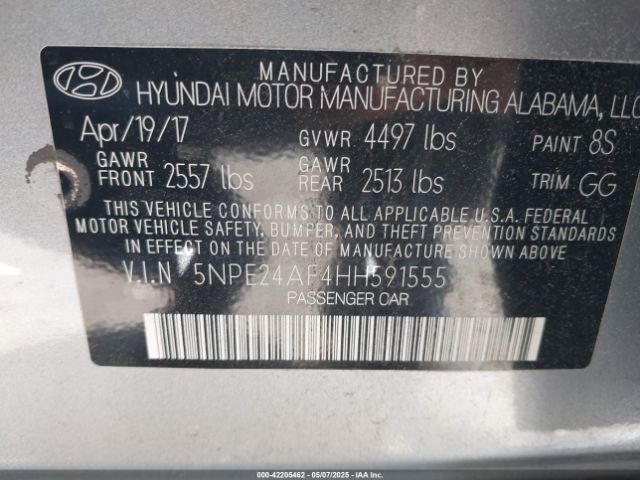 MANUFACTURED BY
HYUNDAI MOTOR MANUFACTURING ALABAMA, LLC
Apr/19/17 GVWR 4497 lbs PAINT 8S
GAWR FRONT 2557 lbs GAWR REAR 2513 lbs TRIM GG
THIS VEHICLE CONFORMS TO ALL APPLICABLE U.S.A. FEDERAL
MOTOR VEHICLE SAFETY, BUMPER, AND THEFT PREVENTION STANDARDS
IN EFFECT ON THE DATE OF MANUFACTURE SHOWN ABOVE.
V.I.N 5NPE24AF4HH591555
PASSENGER CAR
000-42205462 - 05/07/2025 - IAAI.COM